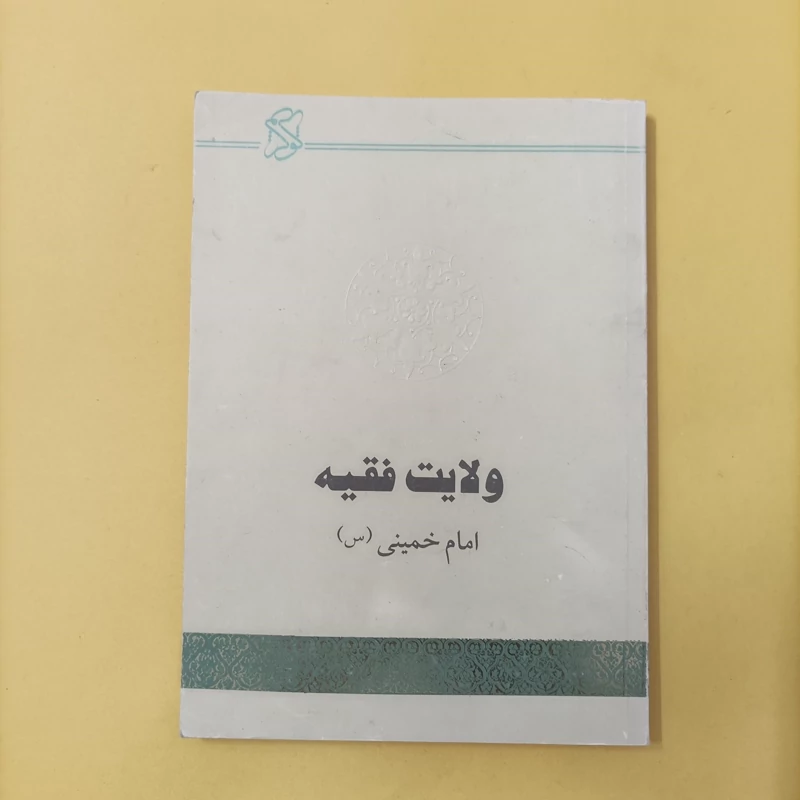 ولایت فقیه
امام خمینی (س)